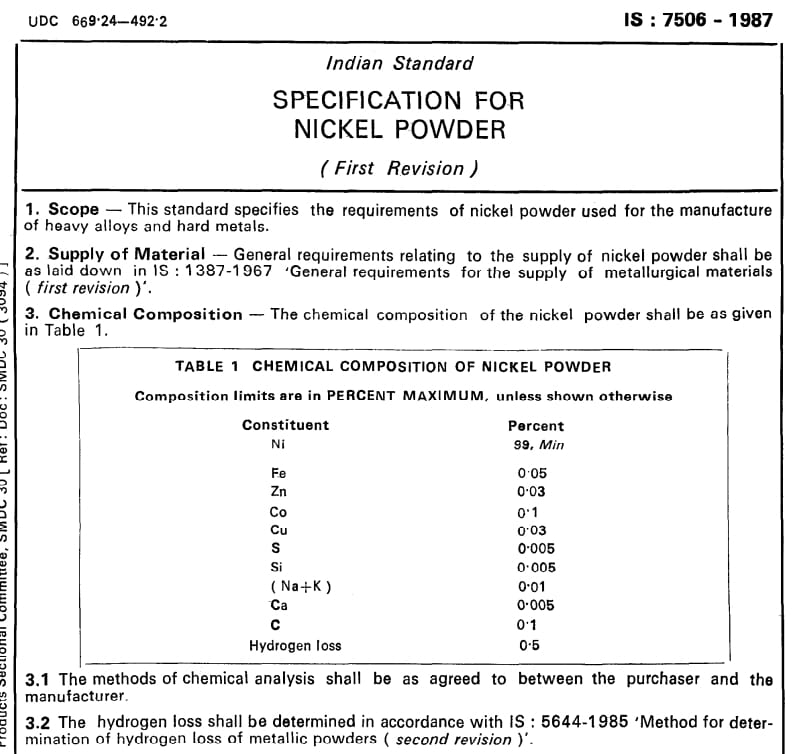 UDC 669·24—492·2
IS : 7506 - 1987
Indian Standard
SPECIFICATION FOR
NICKEL POWDER
( First Revision )
1. Scope — This standard specifies the requirements of nickel powder used for the manufacture
of heavy alloys and hard metals.
2. Supply of Material — General requirements relating to the supply of nickel powder shall be
as laid down in IS : 1387-1967 ‘General requirements for the supply of metallurgical materials
( first revision )’.
3. Chemical Composition — The chemical composition of the nickel powder shall be as given
in Table 1.
TABLE 1 CHEMICAL COMPOSITION OF NICKEL POWDER
Composition limits are in PERCENT MAXIMUM, unless shown otherwise
Constituent Percent
Ni 99, Min
Fe 0·05
Zn 0·03
Co 0·1
Cu 0·03
S 0·005
Si 0·005
( Na+K ) 0·01
Ca 0·005
C 0·1
Hydrogen loss 0·5
3.1 The methods of chemical analysis shall be as agreed to between the purchaser and the
manufacturer.
3.2 The hydrogen loss shall be determined in accordance with IS : 5644-1985 ‘Method for deter-
mination of hydrogen loss of metallic powders ( second revision )’.
Products Sectional Committee, SMDC 30 [ Ref : Doc : SMDC 30 ( 3094 ) ]